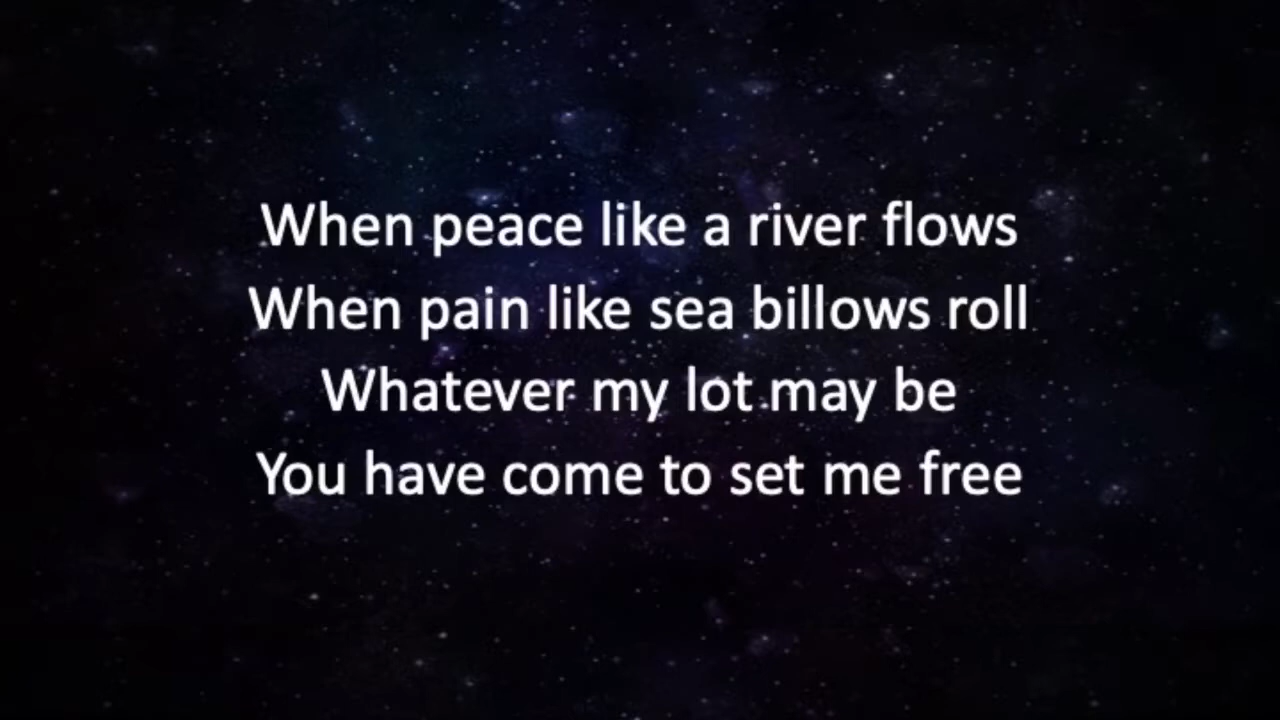 When peace like a river flows
When pain like sea billows roll
Whatever my lot may be
You have come to set me free